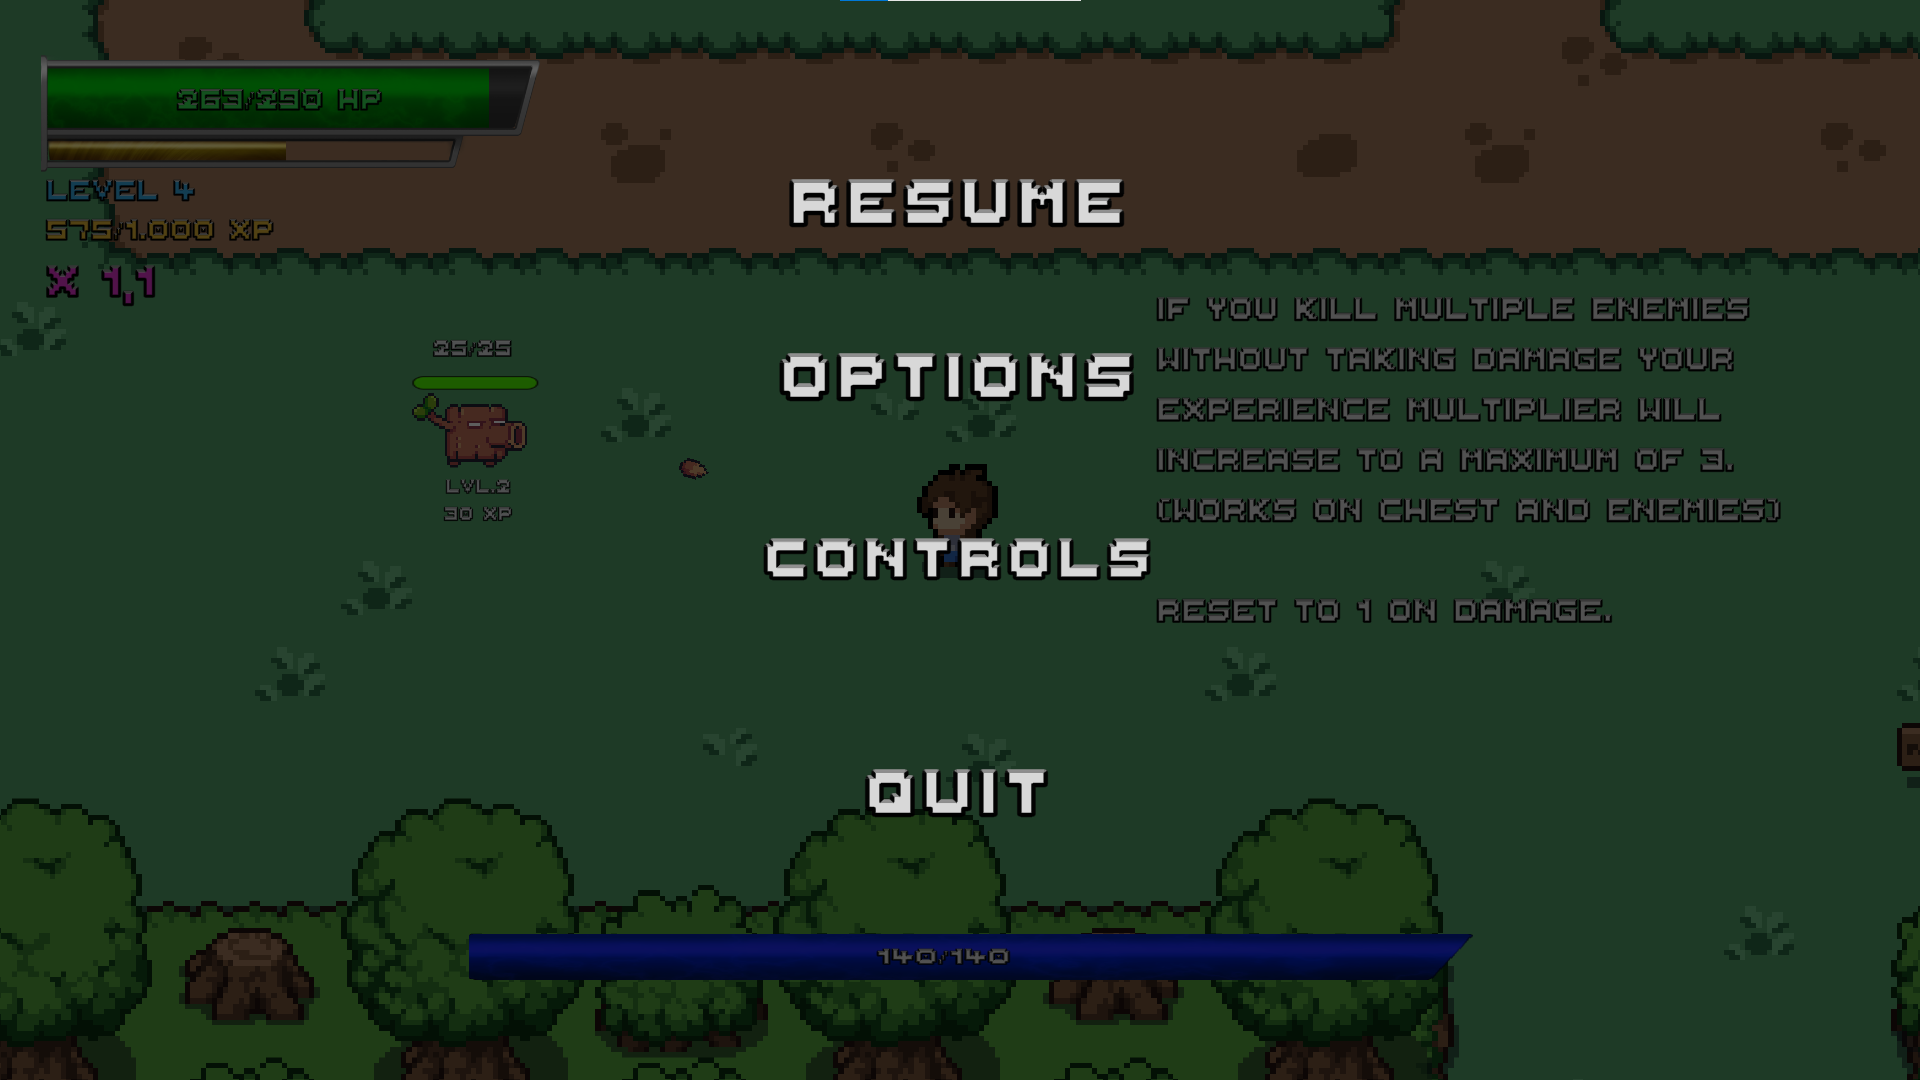 263/290 HP
LEVEL 4
575/1.000 XP
X 1,1
RESUME
OPTIONS
CONTROLS
QUIT
IF YOU KILL MULTIPLE ENEMIES
WITHOUT TAKING DAMAGE YOUR
EXPERIENCE MULTIPLIER WILL
INCREASE TO A MAXIMUM OF 3.
(WORKS ON CHEST AND ENEMIES)
RESET TO 1 ON DAMAGE.
25/25
LVL.2
30 XP
140/140